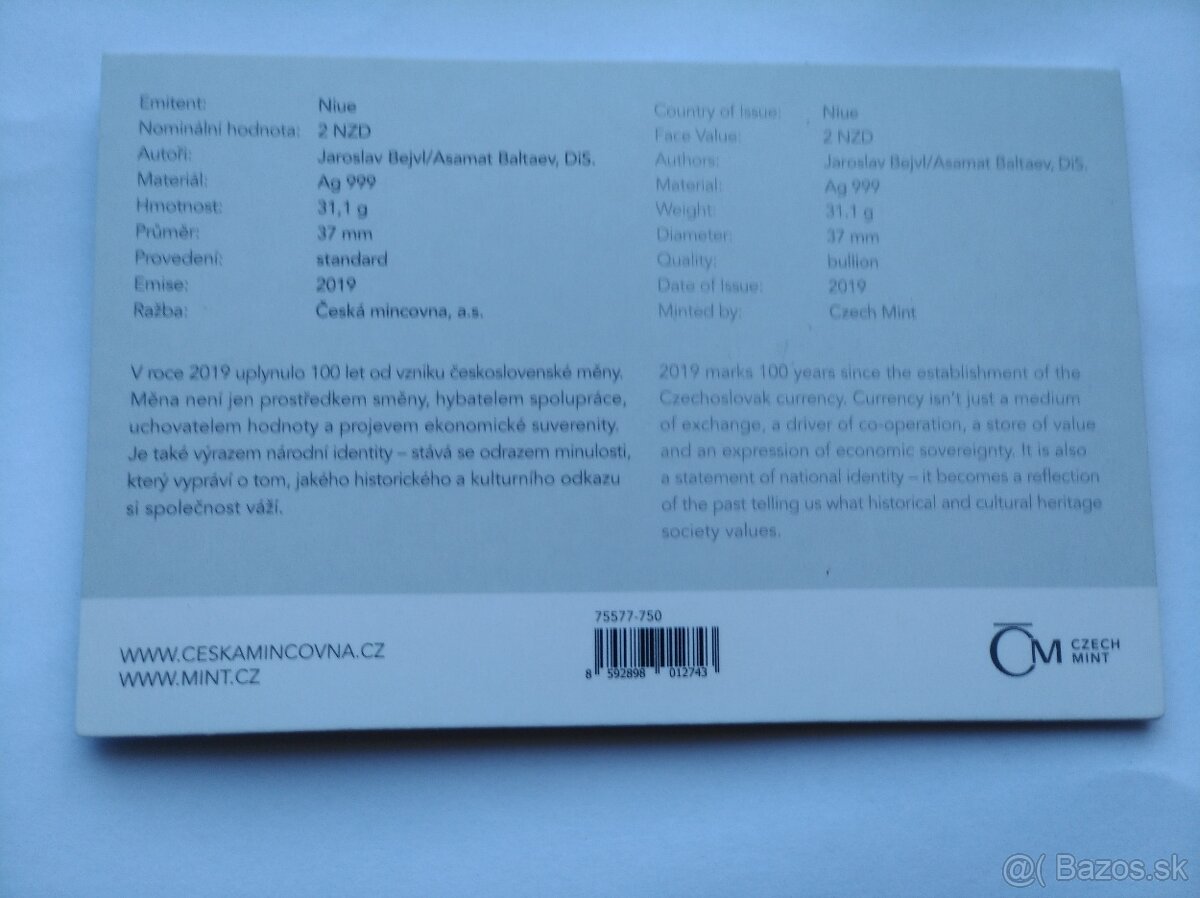 Emitent: Niue
Nominální hodnota: 2 NZD
Autoři: Jaroslav Bejvl/Asamat Baltaev, DiS.
Materiál: Ag 999
Hmotnost: 31,1 g
Průměr: 37 mm
Provedení: standard
Emise: 2019
Ražba: Česká mincovna, a.s.
V roce 2019 uplynulo 100 let od vzniku československé měny.
Měna není jen prostředkem směny, hybatelem spolupráce,
uchovatelem hodnoty a projevem ekonomické suverenity.
Je také výrazem národní identity – stává se odrazem minulosti,
který vypráví o tom, jakého historického a kulturního odkazu
si společnost váží.
Country of Issue: Niue
Face Value: 2 NZD
Authors: Jaroslav Bejvl/Asamat Baltaev, DiS.
Material: Ag 999
Weight: 31.1 g
Diameter: 37 mm
Quality: bullion
Date of Issue: 2019
Minted by: Czech Mint
2019 marks 100 years since the establishment of the
Czechoslovak currency. Currency isn't just a medium
of exchange, a driver of co-operation, a store of value
and an expression of economic sovereignty. It is also
a statement of national identity – it becomes a reflection
of the past telling us what historical and cultural heritage
society values.
WWW.CESKAMINCOVNA.CZ
WWW.MINT.CZ
75577-750
8 592898 012743
ČM CZECH
MINT
@( Bazos.sk